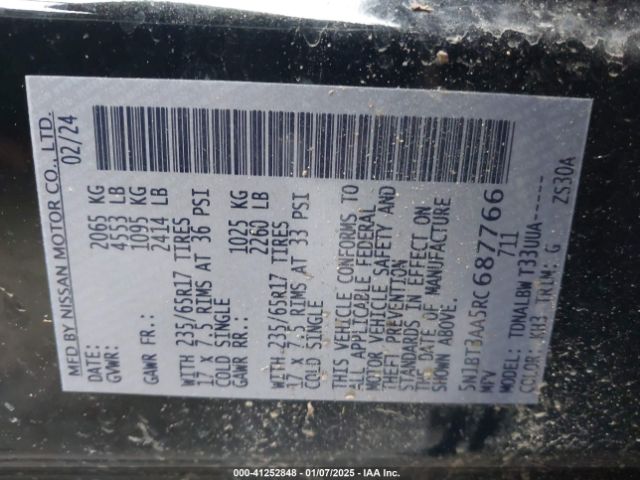 MFD BY NISSAN MOTOR CO., LTD.
DATE: 02/24
GVWR: 2065 KG
4553 LB
GAWR FR.: 1095 KG
2414 LB
WITH 235/65R17 TIRES
17 X 7.5 RIMS AT 36 PSI
COLD SINGLE
GAWR RR.: 1025 KG
2260 LB
WITH 235/65R17 TIRES
17 X 7.5 RIMS AT 33 PSI
COLD SINGLE
THIS VEHICLE CONFORMS TO
ALL APPLICABLE FEDERAL
MOTOR VEHICLE SAFETY AND
THEFT PREVENTION
STANDARDS IN EFFECT ON
THE DATE OF MANUFACTURE
SHOWN ABOVE.
5N1BT3AA5RC687766
MPV 711
MODEL: TDNALBW T33UUA------
COLOR: KH3 TRIM: G ZS30A
000-41252848 - 01/07/2025 - IAA Inc.